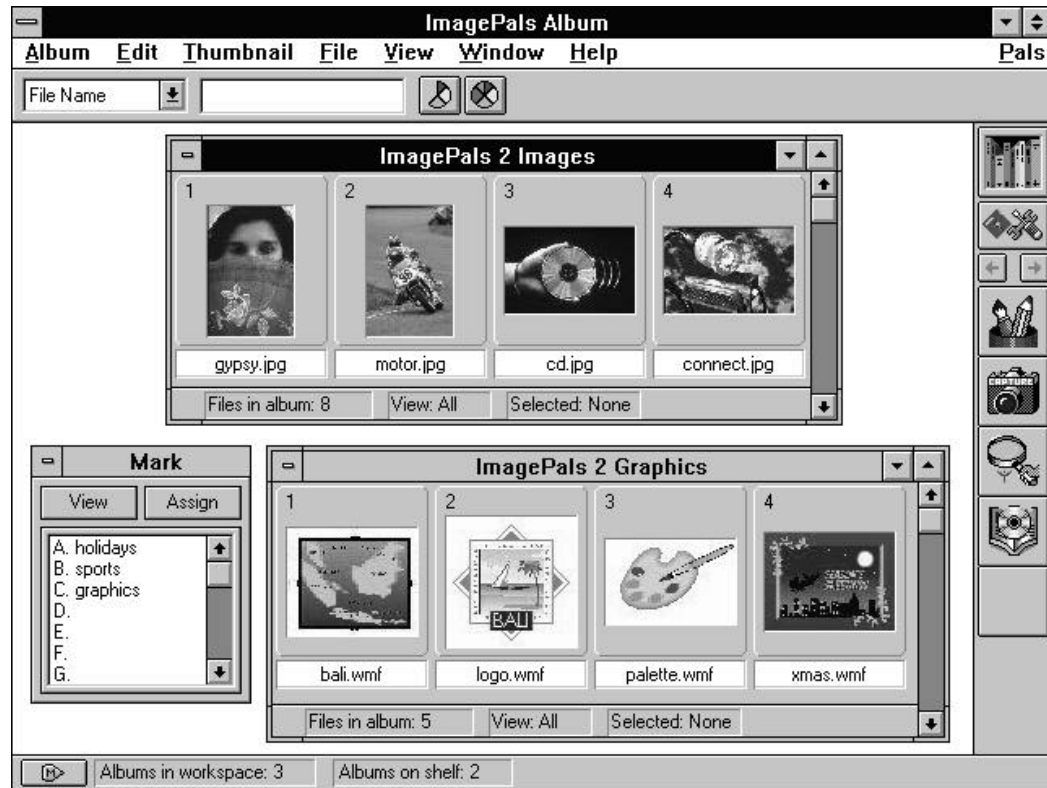 ImagePals Album
Album Edit Thumbnail File View Window Help Pals
File Name
ImagePals 2 Images
1 2 3 4
gypsy.jpg motor.jpg cd.jpg connect.jpg
Files in album: 8 View: All Selected: None
CAPTURE
Mark
View Assign
A. holidays
B. sports
C. graphics
D.
E.
F.
G.
ImagePals 2 Graphics
1 2 3 4
BALI
bali.wmf logo.wmf palette.wmf xmas.wmf
Files in album: 5 View: All Selected: None
M Albums in workspace: 3 Albums on shelf: 2